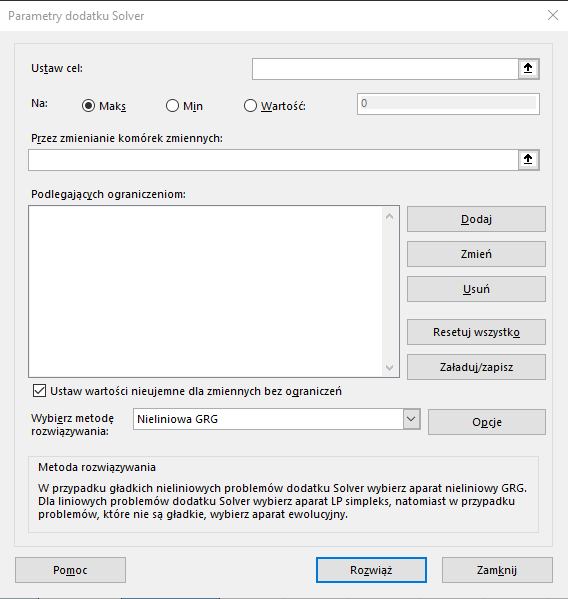 Parametry dodatku Solver
Ustaw cel:
Na: Maks Min Wartość: 0
Przez zmienianie komórek zmiennych:
Podlegających ograniczeniom:
Dodaj
Zmień
Usuń
Resetuj wszystko
Załaduj/zapisz
Ustaw wartości nieujemne dla zmiennych bez ograniczeń
Wybierz metodę
rozwiązywania:
Nieliniowa GRG
Opcje
Metoda rozwiązywania
W przypadku gładkich nieliniowych problemów dodatku Solver wybierz aparat nieliniowy GRG.
Dla liniowych problemów dodatku Solver wybierz aparat LP simpleks, natomiast w przypadku
problemów, które nie są gładkie, wybierz aparat ewolucyjny.
Pomoc
Rozwiąż
Zamknij